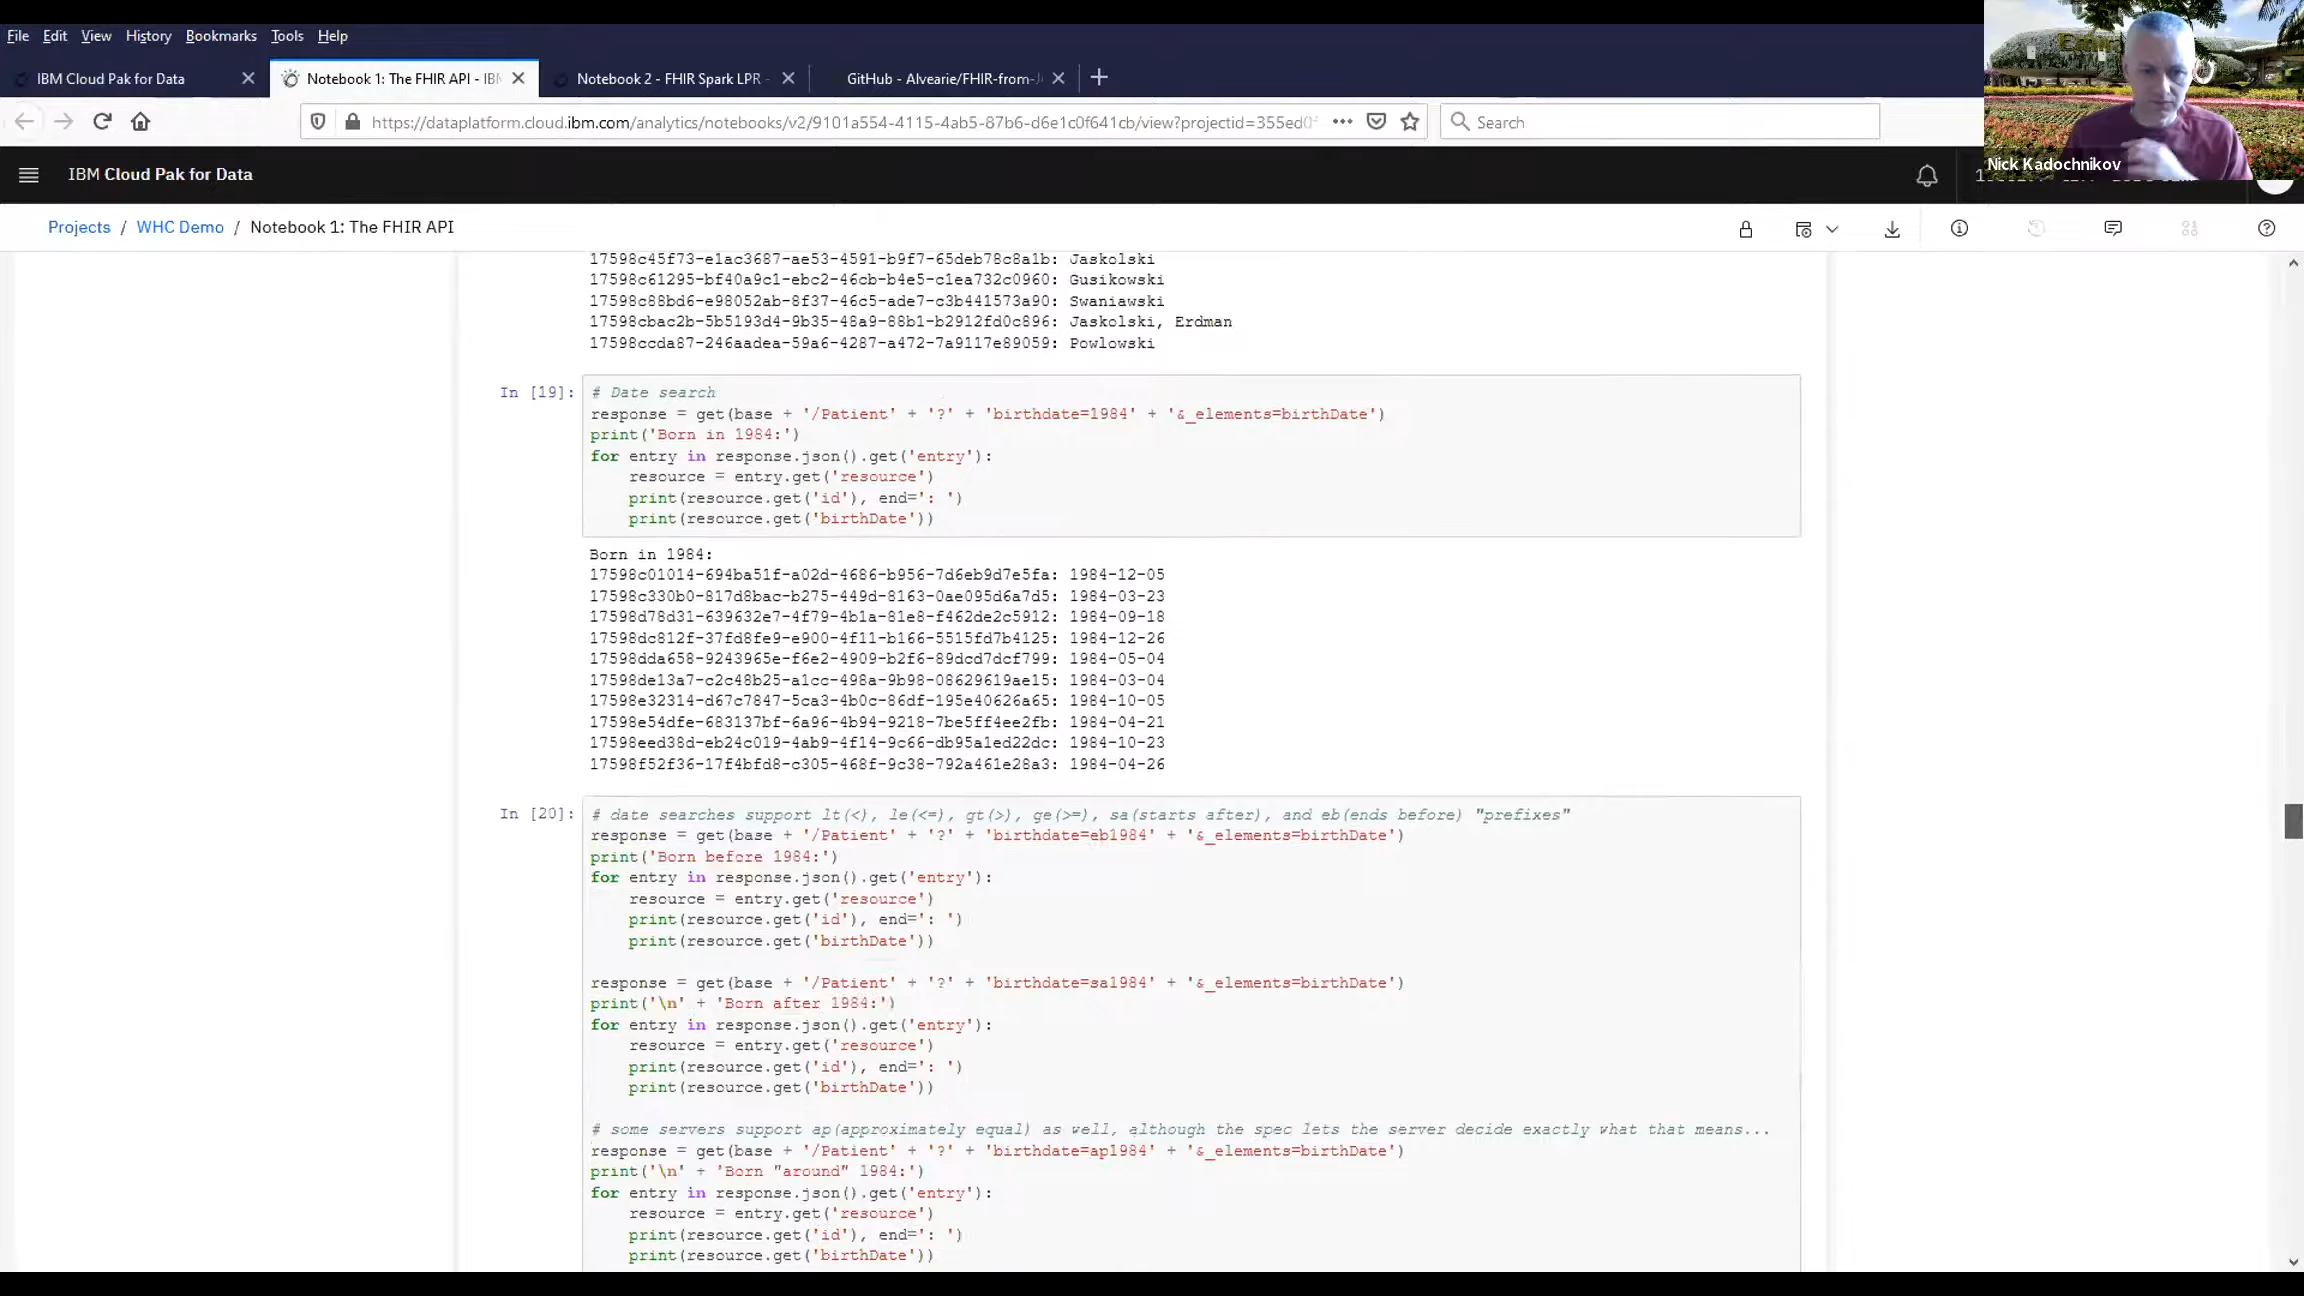 File Edit View History Bookmarks Tools Help
IBM Cloud Pak for Data
Notebook 1: The FHIR API - IB
Notebook 2 - FHIR Spark LPR -
GitHub - Alvearie/FHIR-from-
https://dataplatform.cloud.ibm.com/analytics/notebooks/v2/9101a554-4115-4ab5-87b6-d6e1c0f641cb/view?projectid=355ed0
Search
Nick Kadochnikov
IBM Cloud Pak for Data
Projects / WHC Demo / Notebook 1: The FHIR API
17598c45f73-e1ac3687-ae53-4591-b9f7-65deb78c8a1b: Jaskolski
17598c61295-bf40a9c1-ebc2-46cb-b4e5-c1ea732c0960: Gusikowski
17598c88bd6-e98052ab-8f37-46c5-ade7-c3b441573a90: Swaniawski
17598cbac2b-5b5193d4-9b35-48a9-88b1-b2912fd0c896: Jaskolski, Erdman
17598ccda87-246aadea-59a6-4287-a472-7a9117e89059: Powlowski
In [19]:
# Date search
response = get(base + '/Patient' + '?' + 'birthdate=1984' + '&_elements=birthDate')
print('Born in 1984:')
for entry in response.json().get('entry'):
    resource = entry.get('resource')
    print(resource.get('id'), end=': ')
    print(resource.get('birthDate'))
Born in 1984:
17598c01014-694ba51f-a02d-4686-b956-7d6eb9d7e5fa: 1984-12-05
17598c330b0-817d8bac-b275-449d-8163-0ae095d6a7d5: 1984-03-23
17598d78d31-639632e7-4f79-4b1a-81e8-f462de2c5912: 1984-09-18
17598dc812f-37fd8fe9-e900-4f11-b166-5515fd7b4125: 1984-12-26
17598dda658-9243965e-f6e2-4909-b2f6-89dcd7dcf799: 1984-05-04
17598de13a7-c2c48b25-a1cc-498a-9b98-08629619ae15: 1984-03-04
17598e32314-d67c7847-5ca3-4b0c-86df-195e40626a65: 1984-10-05
17598e54dfe-683137bf-6a96-4b94-9218-7be5ff4ee2fb: 1984-04-21
17598eed38d-eb24c019-4ab9-4f14-9c66-db95a1ed22dc: 1984-10-23
17598f52f36-17f4bfd8-c305-468f-9c38-792a461e28a3: 1984-04-26
In [20]:
# date searches support lt(<), le(<=), gt(>), ge(>=), sa(starts after), and eb(ends before) "prefixes"
response = get(base + '/Patient' + '?' + 'birthdate=eb1984' + '&_elements=birthDate')
print('Born before 1984:')
for entry in response.json().get('entry'):
    resource = entry.get('resource')
    print(resource.get('id'), end=': ')
    print(resource.get('birthDate'))
response = get(base + '/Patient' + '?' + 'birthdate=sa1984' + '&_elements=birthDate')
print('\n' + 'Born after 1984:')
for entry in response.json().get('entry'):
    resource = entry.get('resource')
    print(resource.get('id'), end=': ')
    print(resource.get('birthDate'))
# some servers support ap(approximately equal) as well, although the spec lets the server decide exactly what that means...
response = get(base + '/Patient' + '?' + 'birthdate=ap1984' + '&_elements=birthDate')
print('\n' + 'Born "around" 1984:')
for entry in response.json().get('entry'):
    resource = entry.get('resource')
    print(resource.get('id'), end=': ')
    print(resource.get('birthDate'))